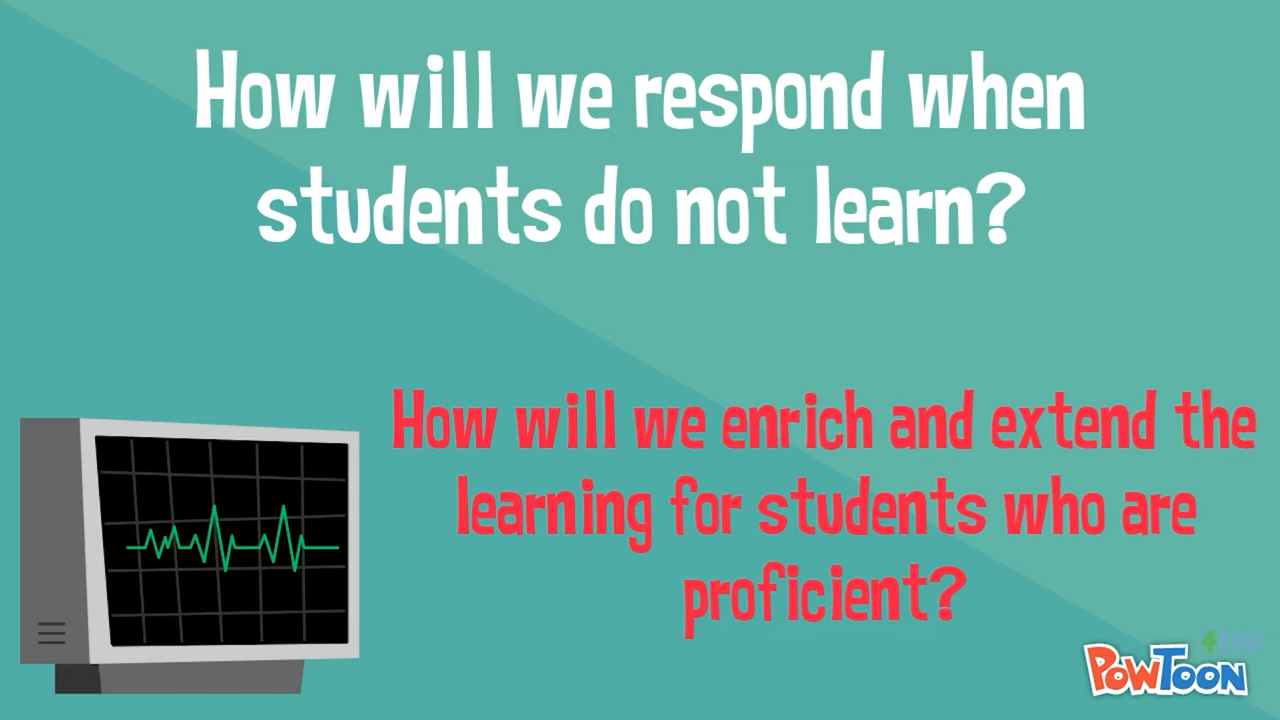 How will we respond when
students do not learn?
How will we enrich and extend the
learning for students who are
proficient?
4EDU
POWTOON